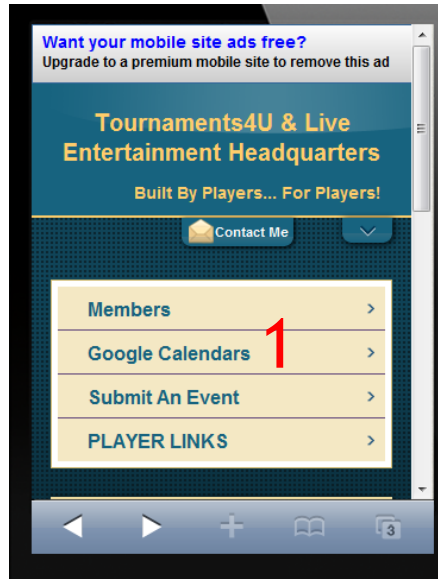 Want your mobile site ads free?
Upgrade to a premium mobile site to remove this ad
Tournaments4U & Live
Entertainment Headquarters
Built By Players... For Players!
Contact Me
Members
1
Google Calendars
Submit An Event
PLAYER LINKS
3